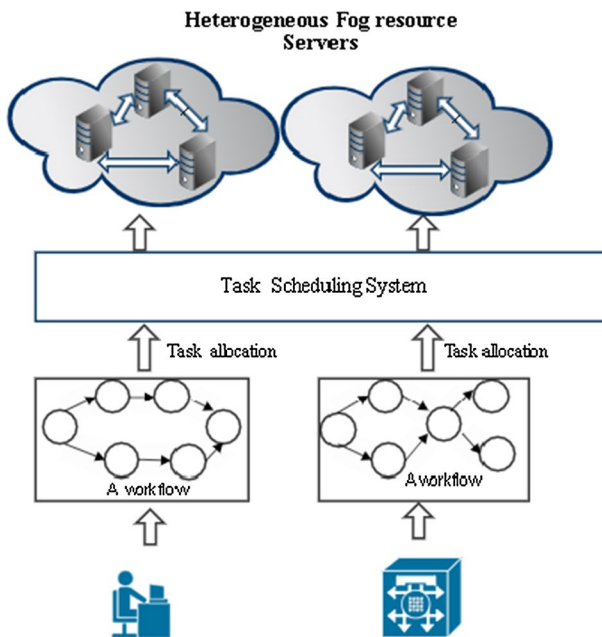 Heterogeneous Fog resource
Servers
Task Scheduling System
Task allocation
Task allocation
A workflow
A workflow